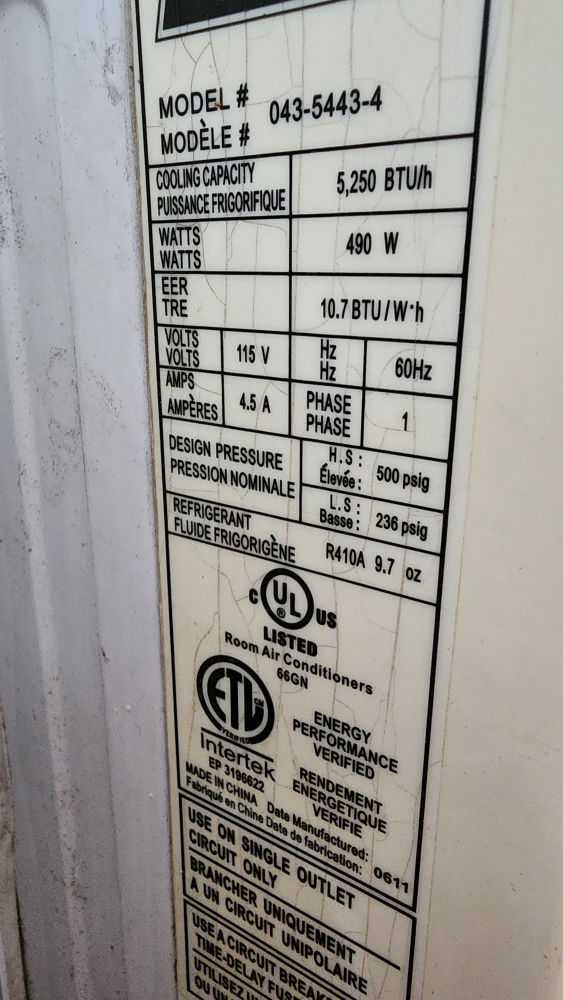 MODEL #
MODÈLE #
043-5443-4
COOLING CAPACITY
PUISSANCE FRIGORIFIQUE
5,250 BTU/h
WATTS
WATTS
490 W
EER
TRE
10.7 BTU/W·h
VOLTS
VOLTS
115 V
Hz
Hz
60Hz
AMPS
AMPÈRES
4.5 A
PHASE
PHASE
1
DESIGN PRESSURE
PRESSION NOMINALE
H.S :
Élevée :
500 psig
L.S :
Basse :
236 psig
REFRIGERANT
FLUIDE FRIGORIGÈNE
R410A 9.7 oz
C UL ® US
LISTED
Room Air Conditioners
66GN
ETL CM
VERIFIED
Intertek
EP 3196622
ENERGY
PERFORMANCE
VERIFIED
RENDEMENT
ENERGETIQUE
VERIFIE
MADE IN CHINA Date Manufactured:
Fabriqué en Chine Date de fabrication: 0611
USE ON SINGLE OUTLET
CIRCUIT ONLY
BRANCHER UNIQUEMENT
A UN CIRCUIT UNIPOLAIRE
USE A CIRCUIT
TIME-DELAY
UTILISEZ
OU